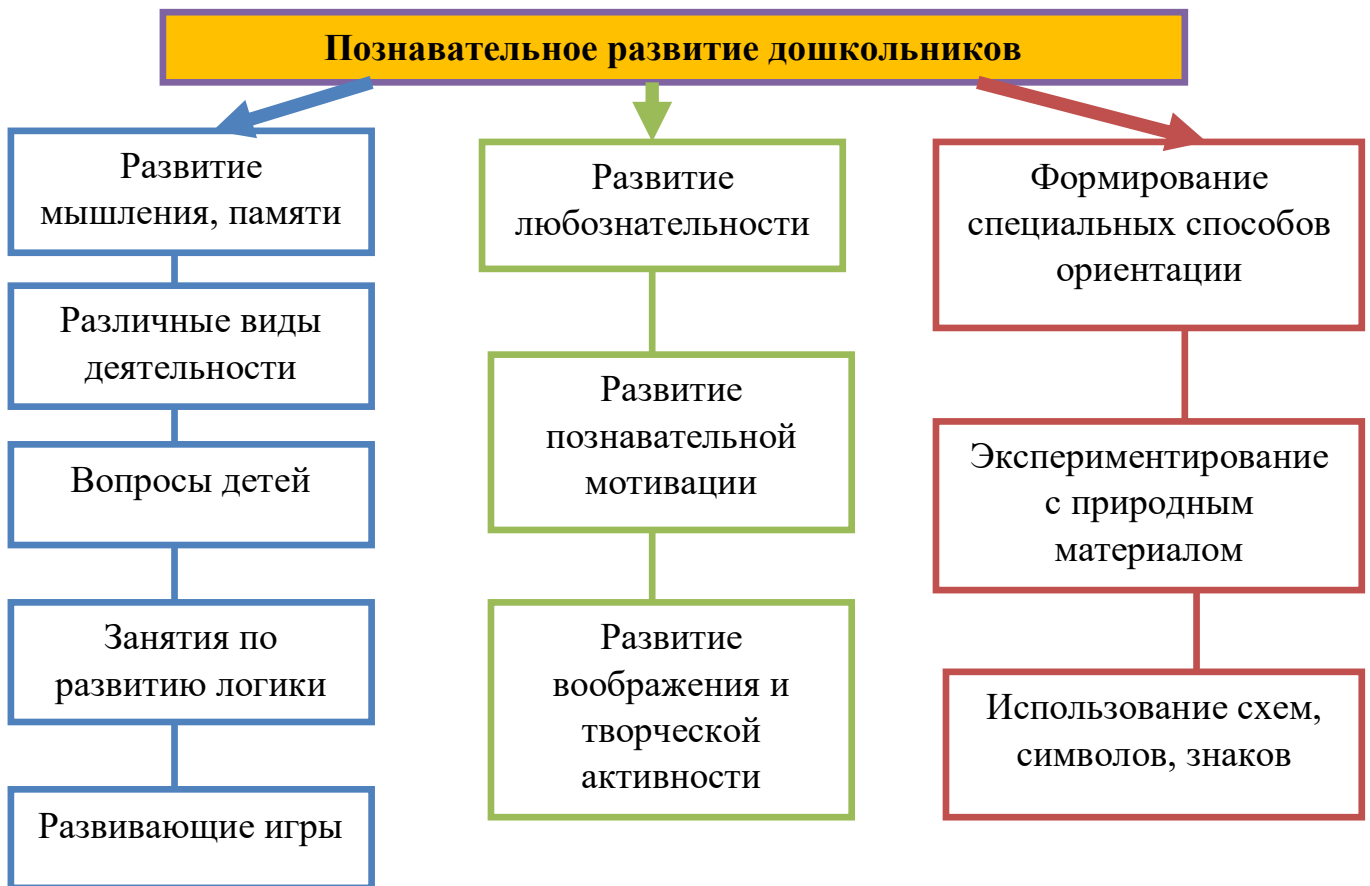 Познавательное развитие дошкольников
Развитие
мышления, памяти
Различные виды
деятельности
Вопросы детей
Занятия по
развитию логики
Развивающие игры
Развитие
любознательности
Развитие
познавательной
мотивации
Развитие
воображения и
творческой
активности
Формирование
специальных способов
ориентации
Экспериментирование
с природным
материалом
Использование схем,
символов, знаков